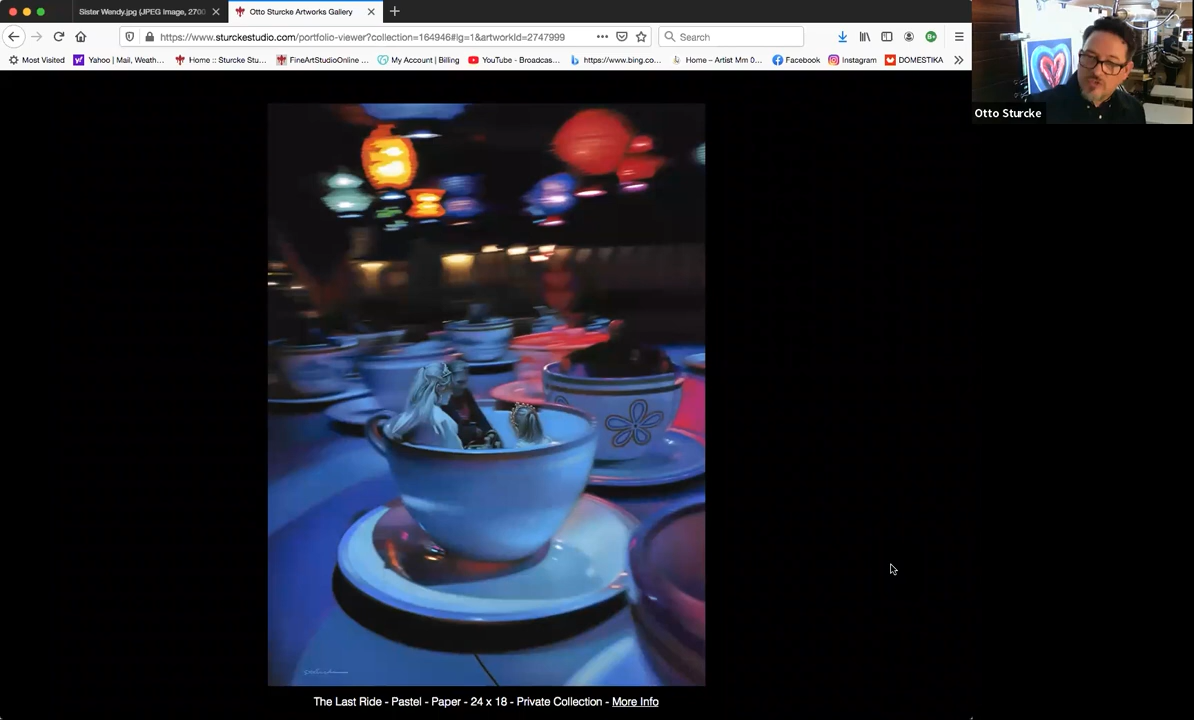 Sister Wendy.jpg (JPEG Image, 270
Otto Sturcke Artworks Gallery
https://www.sturckestudio.com/portfolio-viewer?collection=164946#lg=1&artworkId=2747999
Search
Most Visited
Yahoo | Mail, Weath...
Home :: Sturcke Stu...
FineArtStudioOnline ...
My Account | Billing
YouTube - Broadcas...
https://www.bing.co...
Home – Artist Mm 0...
Facebook
Instagram
DOMESTIKA
Otto Sturcke
The Last Ride - Pastel - Paper - 24 x 18 - Private Collection - More Info